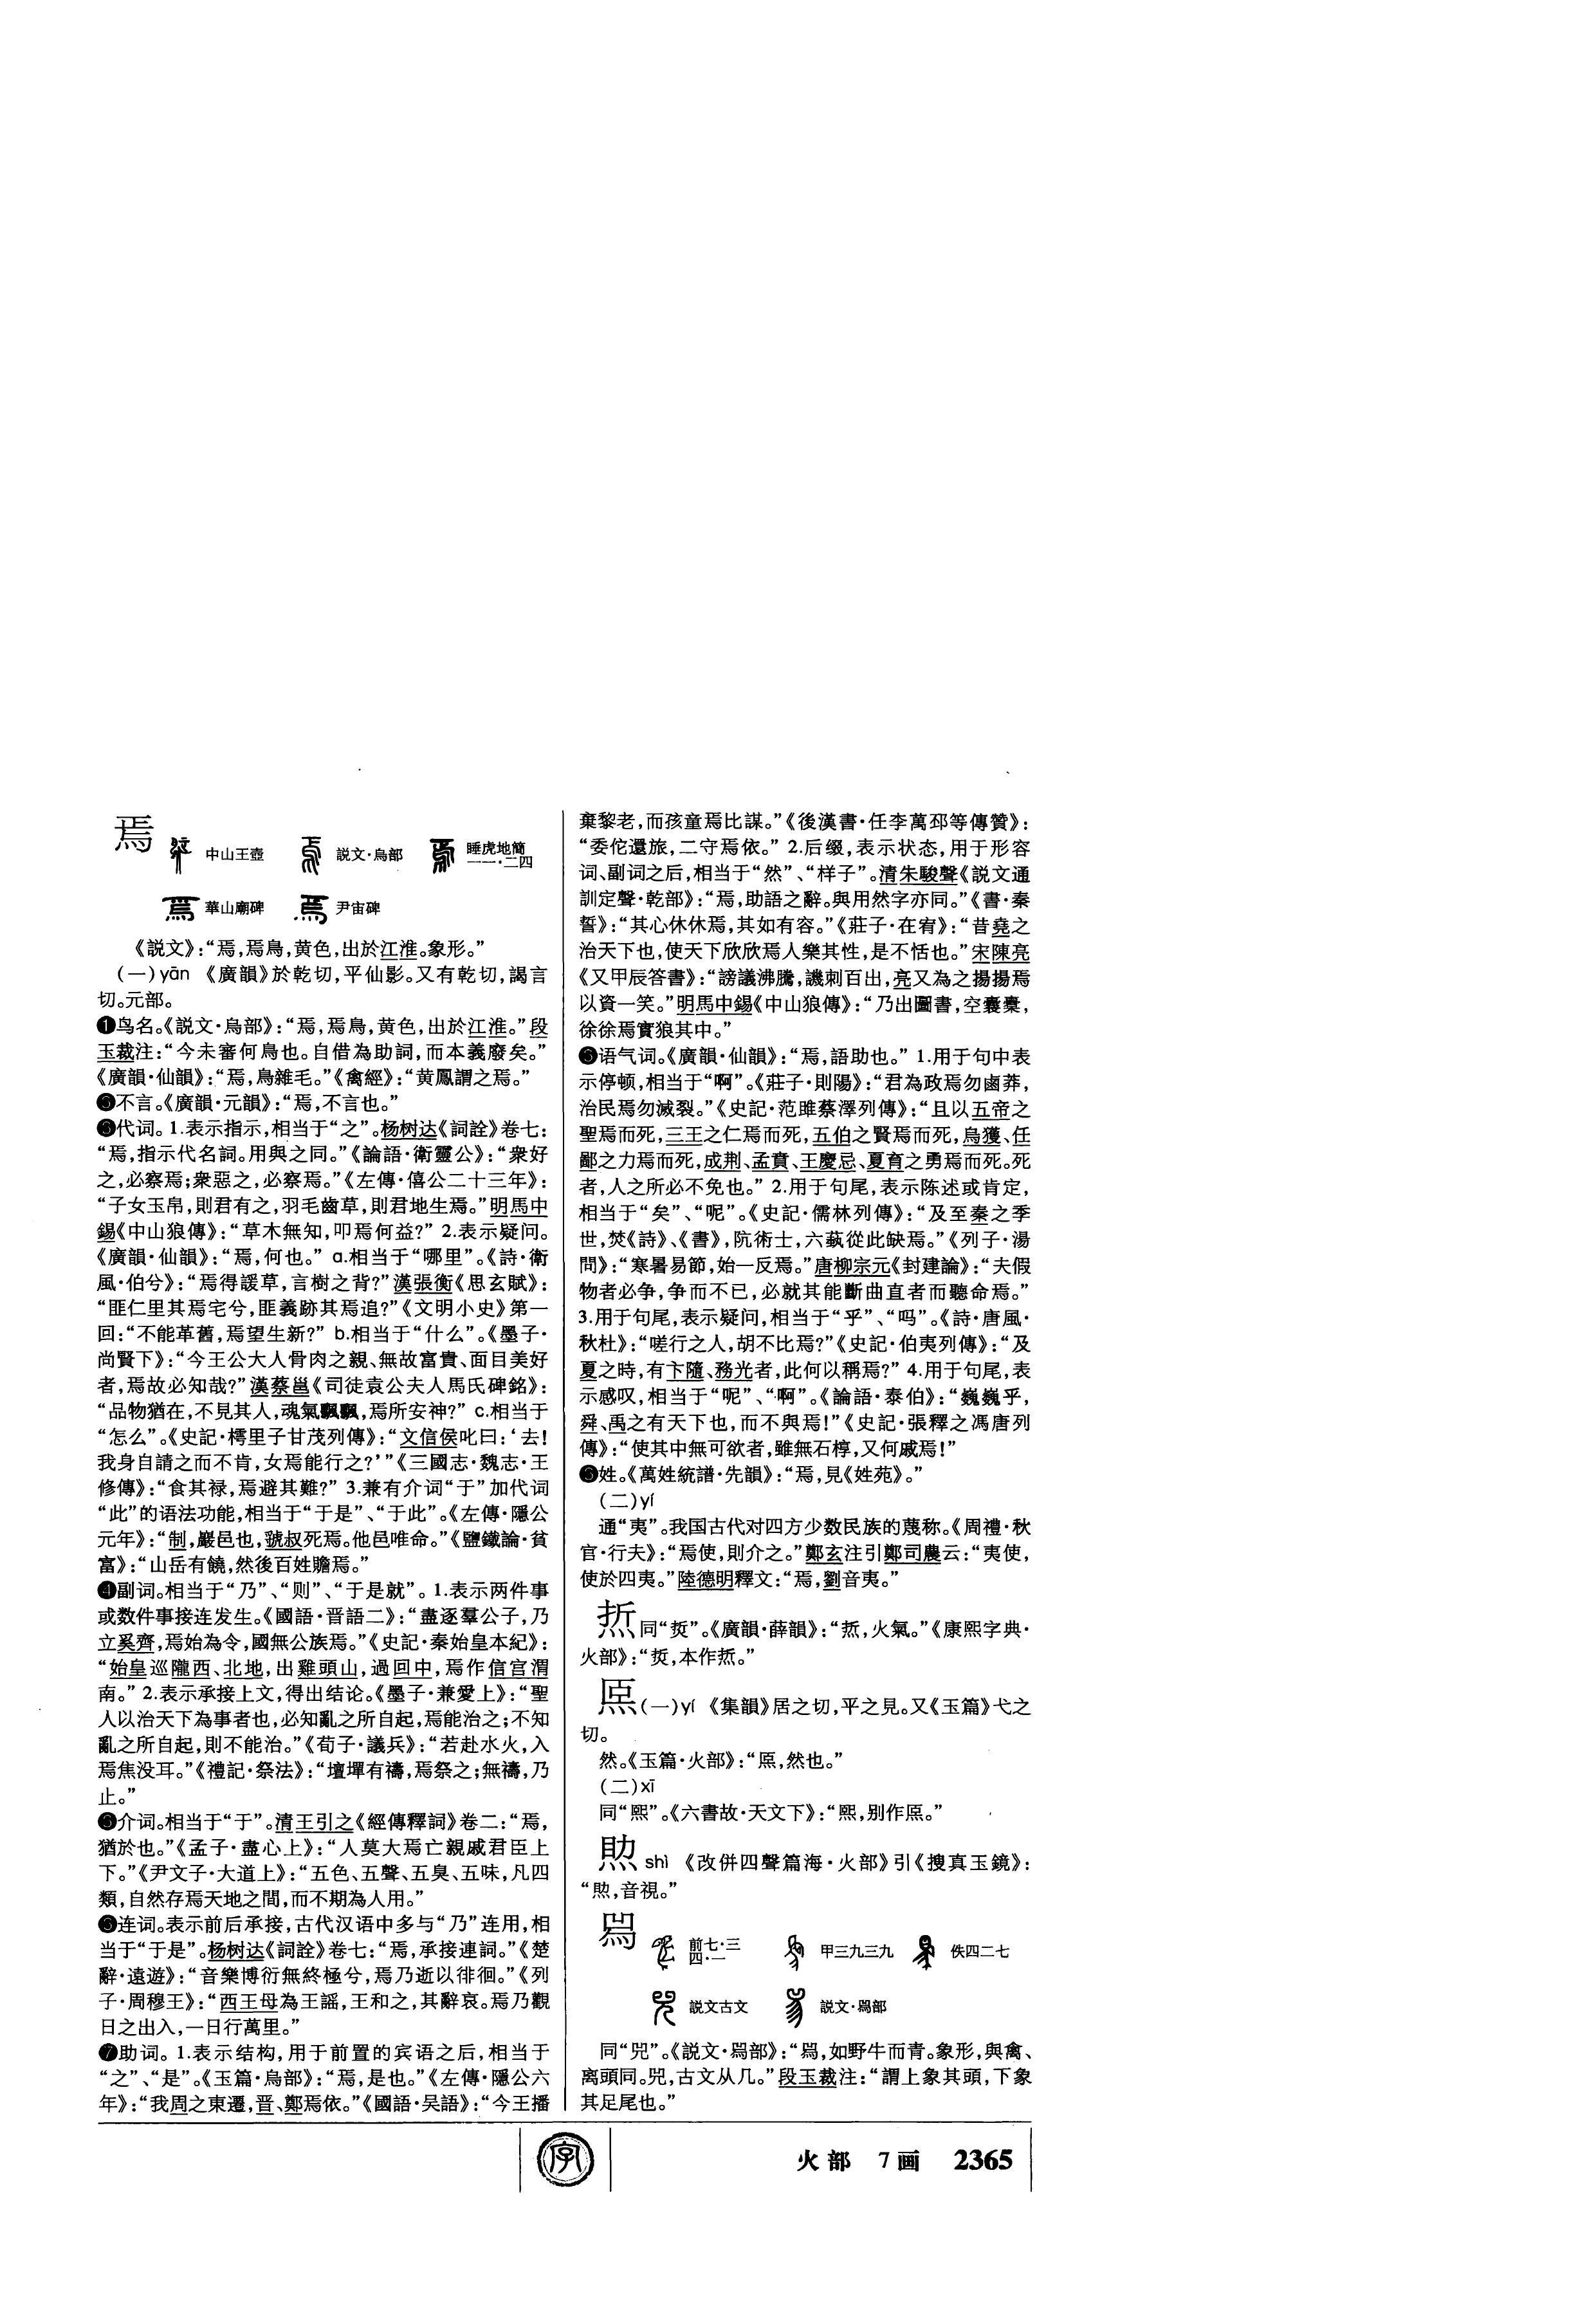 焉 中山王壺 説文·烏部 睡虎地簡一一·二四
華山廟碑 尹宙碑
《説文》：“焉，焉鳥，黄色，出於江淮。象形。”
（一）yān 《廣韻》於乾切，平仙影。又有乾切，謁言
切。元部。
❶鸟名。《説文·烏部》：“焉，焉鳥，黄色，出於江淮。”段
玉裁注：“今未審何鳥也。自借為助詞，而本義廢矣。”
《廣韻·仙韻》：“焉，鳥雜毛。”《禽經》：“黄鳳謂之焉。”
❷不言。《廣韻·元韻》：“焉，不言也。”
❸代词。1.表示指示，相当于“之”。杨树达《詞詮》卷七：
“焉，指示代名詞。用與之同。”《論語·衛靈公》：“衆好
之，必察焉；衆惡之，必察焉。”《左傳·僖公二十三年》：
“子女玉帛，則君有之，羽毛齒草，則君地生焉。”明馬中
錫《中山狼傳》：“草木無知，叩焉何益？”2.表示疑问。
《廣韻·仙韻》：“焉，何也。”a.相当于“哪里”。《詩·衛
風·伯兮》：“焉得諼草，言樹之背？”漢張衡《思玄賦》：
“匪仁里其焉宅兮，匪義跡其焉追？”《文明小史》第一
回：“不能革舊，焉望生新？”b.相当于“什么”。《墨子·
尚賢下》：“今王公大人骨肉之親、無故富貴、面目美好
者，焉故必知哉？”漢蔡邕《司徒袁公夫人馬氏碑銘》：
“品物猶在，不見其人，魂氣飄飄，焉所安神？”c.相当于
“怎么”。《史記·樗里子甘茂列傳》：“文信侯叱曰：‘去！
我身自請之而不肯，女焉能行之？’”《三國志·魏志·王
修傳》：“食其禄，焉避其難？”3.兼有介词“于”加代词
“此”的语法功能，相当于“于是”、“于此”。《左傳·隱公
元年》：“制，巖邑也，虢叔死焉。他邑唯命。”《鹽鐵論·貧
富》：“山岳有饒，然後百姓贍焉。”
❹副词。相当于“乃”、“则”、“于是就”。1.表示两件事
或数件事接连发生。《國語·晋語二》：“盡逐羣公子，乃
立奚齊，焉始為令，國無公族焉。”《史記·秦始皇本紀》：
“始皇巡隴西、北地，出雞頭山，過回中，焉作信宫渭
南。”2.表示承接上文，得出结论。《墨子·兼愛上》：“聖
人以治天下為事者也，必知亂之所自起，焉能治之；不知
亂之所自起，則不能治。”《荀子·議兵》：“若赴水火，入
焉焦没耳。”《禮記·祭法》：“壇墠有禱，焉祭之；無禱，乃
止。”
❺介词。相当于“于”。清王引之《經傳釋詞》卷二：“焉，
猶於也。”《孟子·盡心上》：“人莫大焉亡親戚君臣上
下。”《尹文子·大道上》：“五色、五聲、五臭、五味，凡四
類，自然存焉天地之間，而不期為人用。”
❻连词。表示前后承接，古代汉语中多与“乃”连用，相
当于“于是”。杨树达《詞詮》卷七：“焉，承接連詞。”《楚
辭·遠遊》：“音樂博衍無終極兮，焉乃逝以徘徊。”《列
子·周穆王》：“西王母為王謡，王和之，其辭哀。焉乃觀
日之出入，一日行萬里。”
❼助词。1.表示结构，用于前置的宾语之后，相当于
“之”、“是”。《玉篇·烏部》：“焉，是也。”《左傳·隱公六
年》：“我周之東遷，晋、鄭焉依。”《國語·吴語》：“今王播
棄黎老，而孩童焉比謀。”《後漢書·任李萬邳等傳贊》：
“委佗還旅，二守焉依。”2.后缀，表示状态，用于形容
词、副词之后，相当于“然”、“样子”。清朱駿聲《説文通
訓定聲·乾部》：“焉，助語之辭。與用然字亦同。”《書·秦
誓》：“其心休休焉，其如有容。”《莊子·在宥》：“昔堯之
治天下也，使天下欣欣焉人樂其性，是不恬也。”宋陳亮
《又甲辰答書》：“謗議沸騰，譏刺百出，亮又為之揚揚焉
以資一笑。”明馬中錫《中山狼傳》：“乃出圖書，空囊橐，
徐徐焉實狼其中。”
❽语气词。《廣韻·仙韻》：“焉，語助也。”1.用于句中表
示停顿，相当于“啊”。《莊子·則陽》：“君為政焉勿鹵莽，
治民焉勿滅裂。”《史記·范雎蔡澤列傳》：“且以五帝之
聖焉而死，三王之仁焉而死，五伯之賢焉而死，烏獲、任
鄙之力焉而死，成荆、孟賁、王慶忌、夏育之勇焉而死。死
者，人之所必不免也。”2.用于句尾，表示陈述或肯定，
相当于“矣”、“呢”。《史記·儒林列傳》：“及至秦之季
世，焚《詩》、《書》，阬術士，六蓺從此缺焉。”《列子·湯
問》：“寒暑易節，始一反焉。”唐柳宗元《封建論》：“夫假
物者必争，争而不已，必就其能斷曲直者而聽命焉。”
3.用于句尾，表示疑问，相当于“乎”、“吗”。《詩·唐風·
杕杜》：“嗟行之人，胡不比焉？”《史記·伯夷列傳》：“及
夏之時，有卞隨、務光者，此何以稱焉？”4.用于句尾，表
示感叹，相当于“呢”、“啊”。《論語·泰伯》：“巍巍乎，
舜、禹之有天下也，而不與焉！”《史記·張釋之馮唐列
傳》：“使其中無可欲者，雖無石椁，又何戚焉！”
❾姓。《萬姓統譜·先韻》：“焉，見《姓苑》。”
（二）yí
通“夷”。我国古代对四方少数民族的蔑称。《周禮·秋
官·行夫》：“焉使，則介之。”鄭玄注引鄭司農云：“夷使，
使於四夷。”陸德明釋文：“焉，劉音夷。”
焎同“㶴”。《廣韻·薛韻》：“焎，火氣。”《康熙字典·
火部》：“㶴，本作焎。”
㷩（一）yí 《集韻》居之切，平之見。又《玉篇》弋之
切。
然。《玉篇·火部》：“㷩，然也。”
（二）xī
同“熙”。《六書故·天文下》：“熙，别作㷩。”
shì 《改併四聲篇海·火部》引《搜真玉鏡》：
“，音視。”
𤉡 前七·三四·一 甲三九三九 佚四二七
説文古文 説文·𤉡部
同“兕”。《説文·𤉡部》：“𤉡，如野牛而青。象形，與禽、
离頭同。兕，古文从几。”段玉裁注：“謂上象其頭，下象
其足尾也。”
字
火部 7画 2365